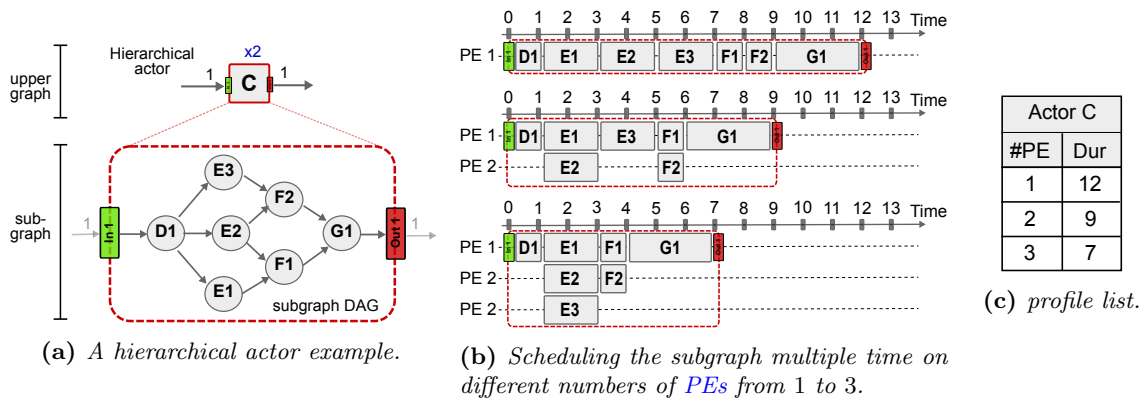 Hierarchical
actor
x2
1
C
1
upper
graph
sub-
graph
1
In 1
D1
E3
E2
E1
F2
F1
G1
Out 1
1
subgraph DAG
(a) A hierarchical actor example.
0 1 2 3 4 5 6 7 8 9 10 11 12 13 Time
PE 1 In 1 D1 E1 E2 E3 F1 F2 G1 Out 1
0 1 2 3 4 5 6 7 8 9 10 11 12 13 Time
PE 1 In 1 D1 E1 E3 F1 G1 Out 1
PE 2 E2 F2
0 1 2 3 4 5 6 7 8 9 10 11 12 13 Time
PE 1 In 1 D1 E1 F1 G1 Out 1
PE 2 E2 F2
PE 2 E3
(b) Scheduling the subgraph multiple time on
different numbers of PEs from 1 to 3.
Actor C
#PE Dur
1 12
2 9
3 7
(c) profile list.